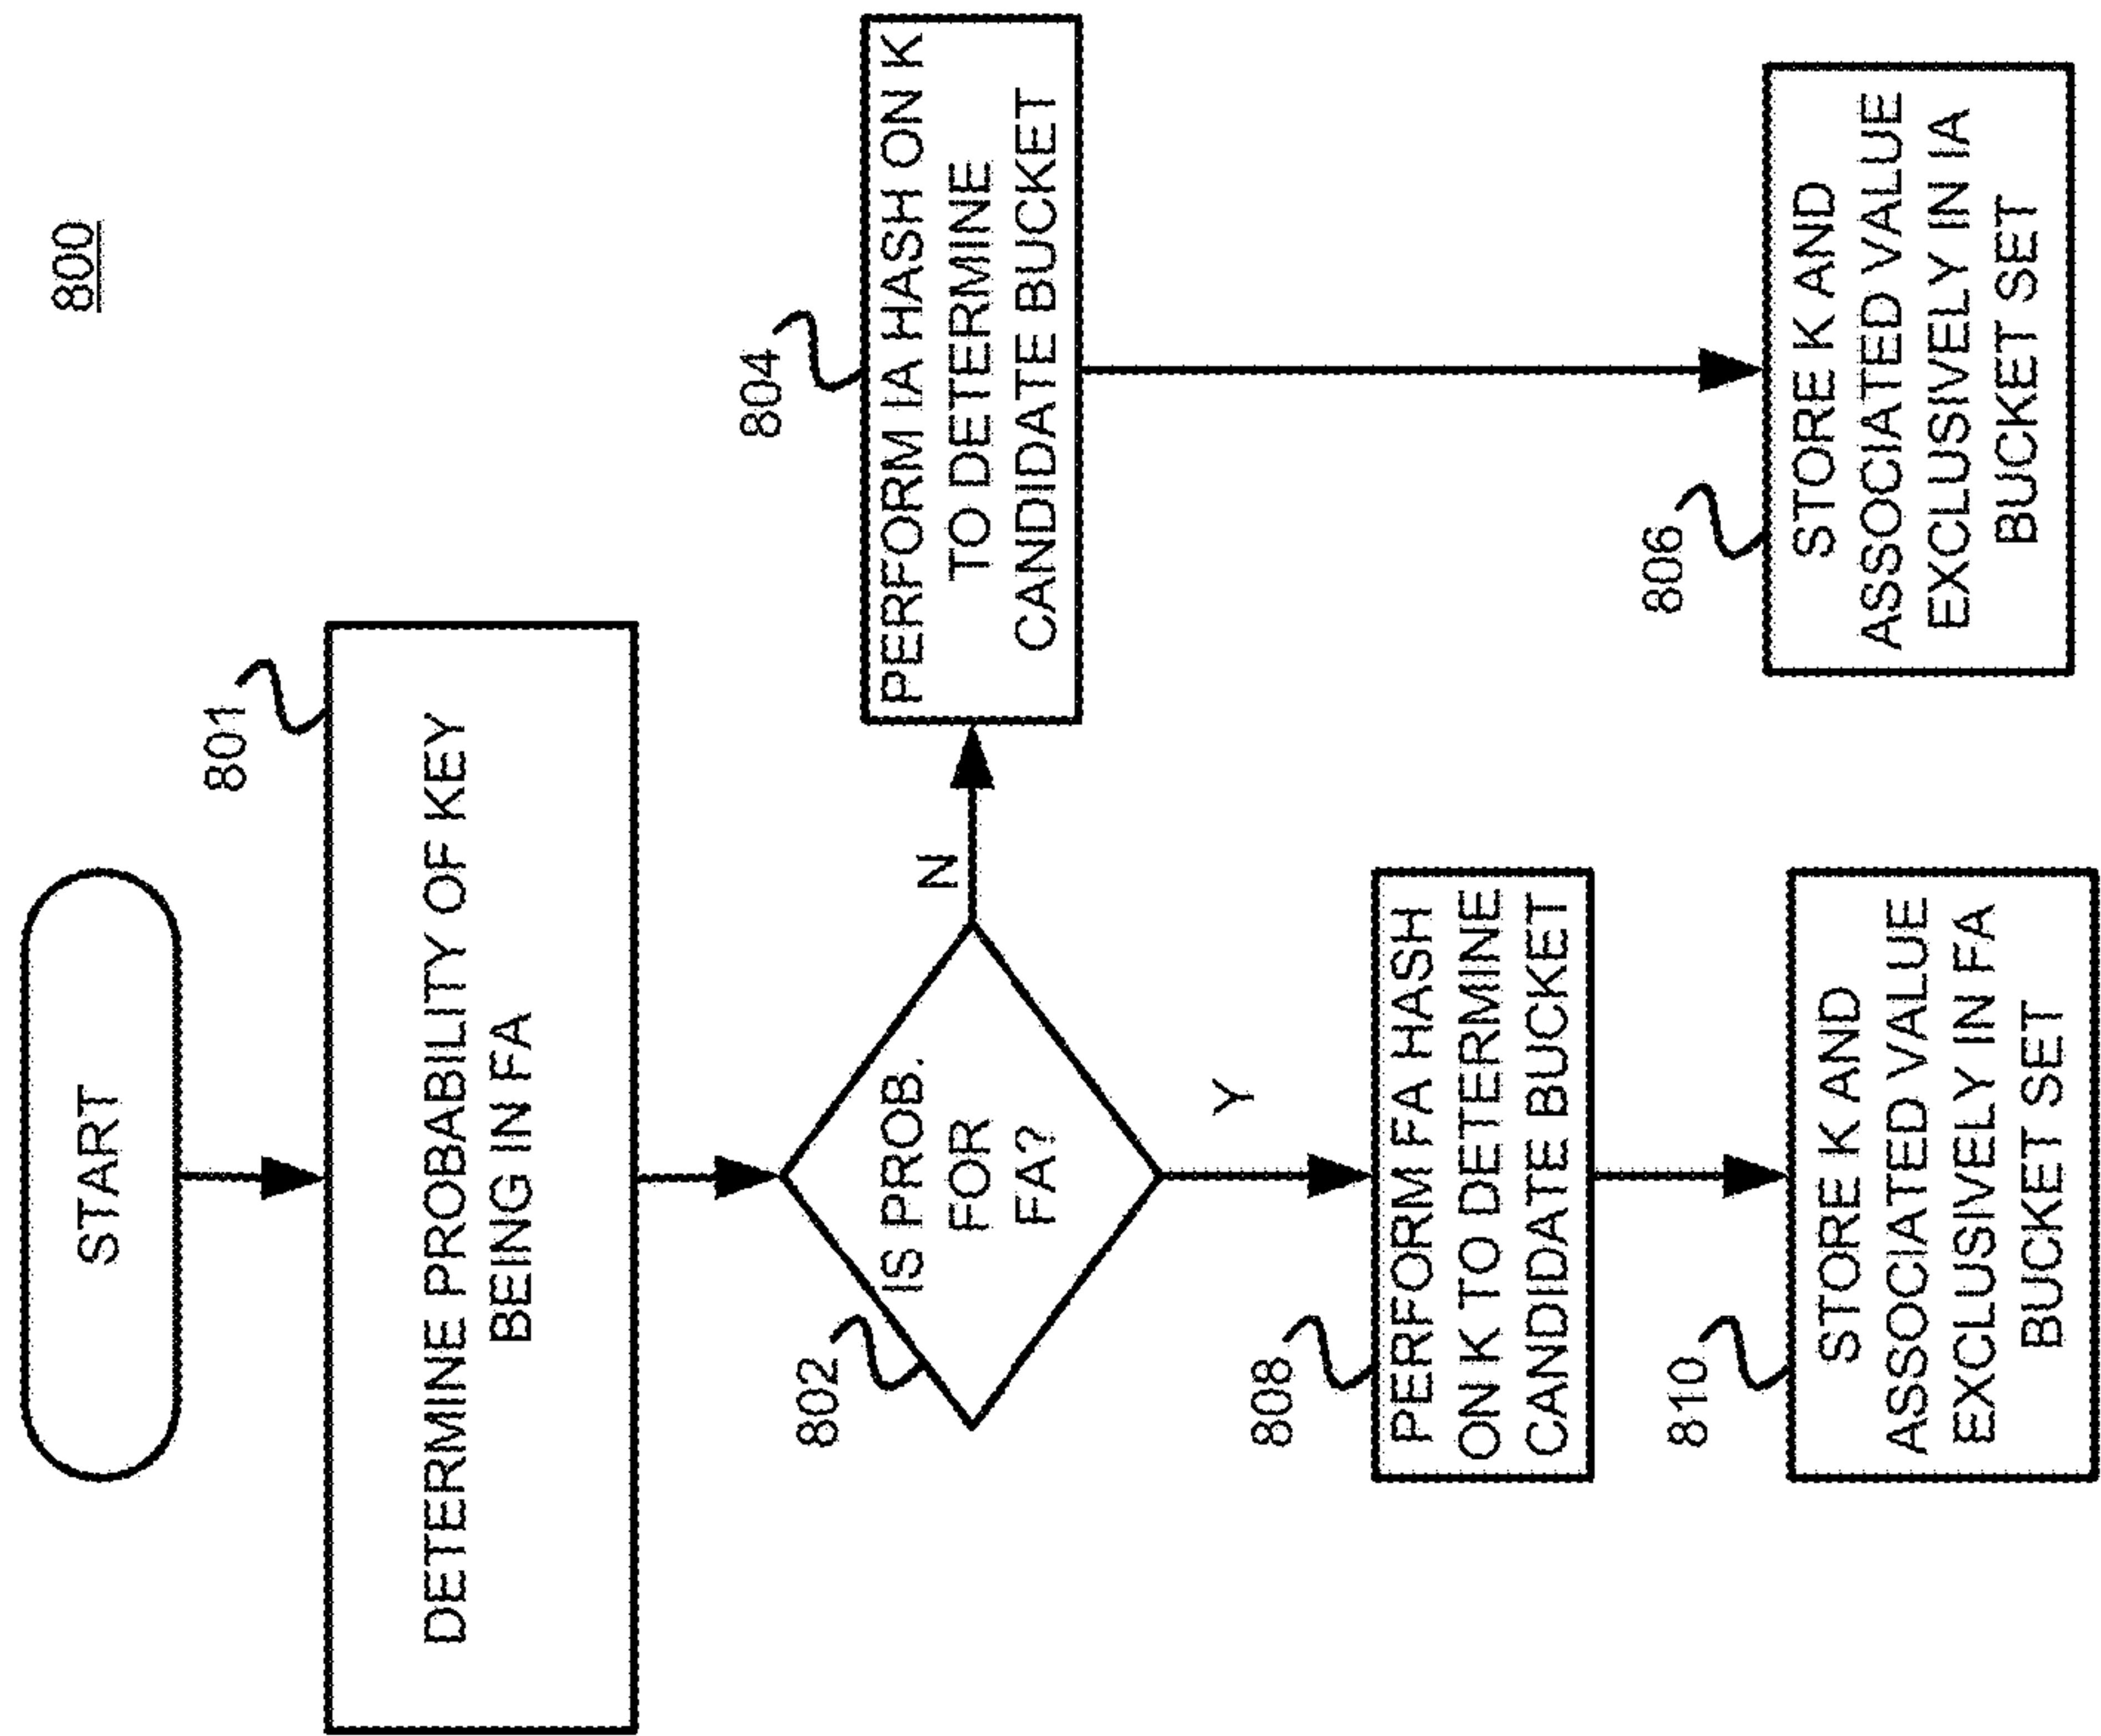 800
START
801
DETERMINE PROBABILITY OF KEY
BEING IN FA
802
IS PROB.
FOR
FA?
N
804
PERFORM IA HASH ON K
TO DETERMINE
CANDIDATE BUCKET
806
STORE K AND
ASSOCIATED VALUE
EXCLUSIVELY IN IA
BUCKET SET
Y
808
PERFORM FA HASH
ON K TO DETERMINE
CANDIDATE BUCKET
810
STORE K AND
ASSOCIATED VALUE
EXCLUSIVELY IN FA
BUCKET SET